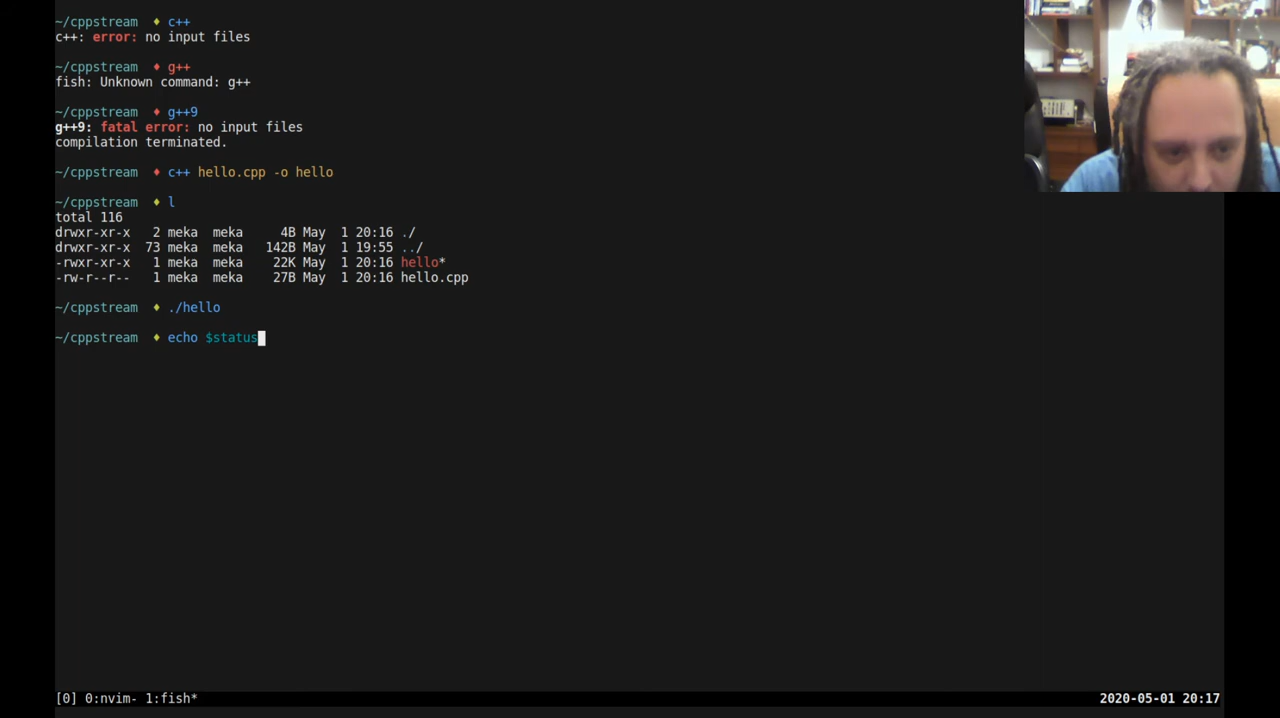 ~/cppstream ♦ c++
c++: error: no input files
~/cppstream ♦ g++
fish: Unknown command: g++
~/cppstream ♦ g++9
g++9: fatal error: no input files
compilation terminated.
~/cppstream ♦ c++ hello.cpp -o hello
~/cppstream ♦ l
total 116
drwxr-xr-x 2 meka meka 4B May 1 20:16 ./
drwxr-xr-x 73 meka meka 142B May 1 19:55 ../
-rwxr-xr-x 1 meka meka 22K May 1 20:16 hello*
-rw-r--r-- 1 meka meka 27B May 1 20:16 hello.cpp
~/cppstream ♦ ./hello
~/cppstream ♦ echo $status
[0] 0:nvim- 1:fish* 2020-05-01 20:17